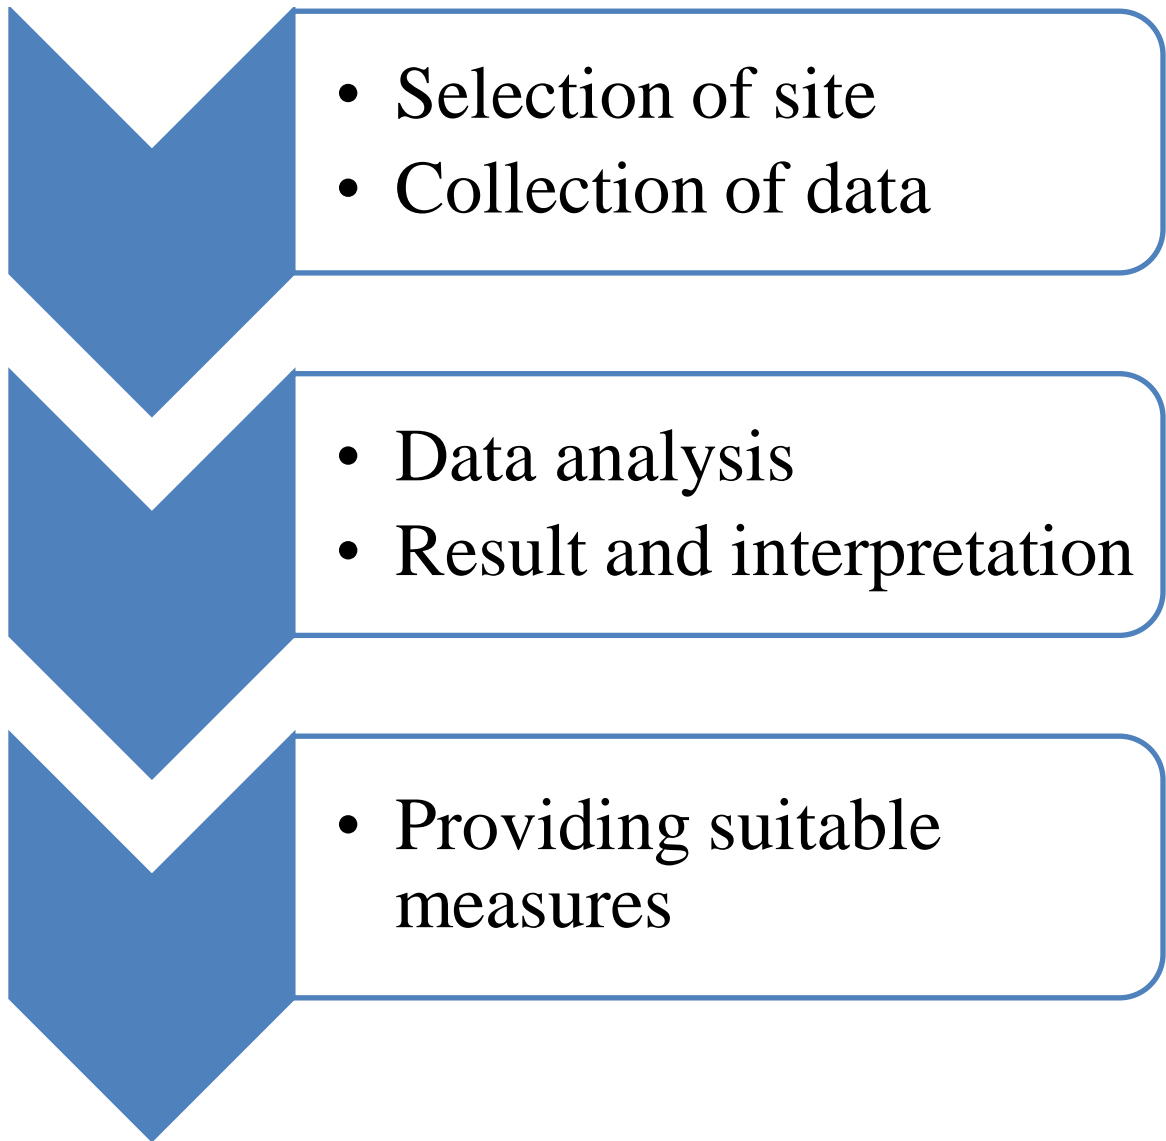 • Selection of site
• Collection of data
• Data analysis
• Result and interpretation
• Providing suitable
measures